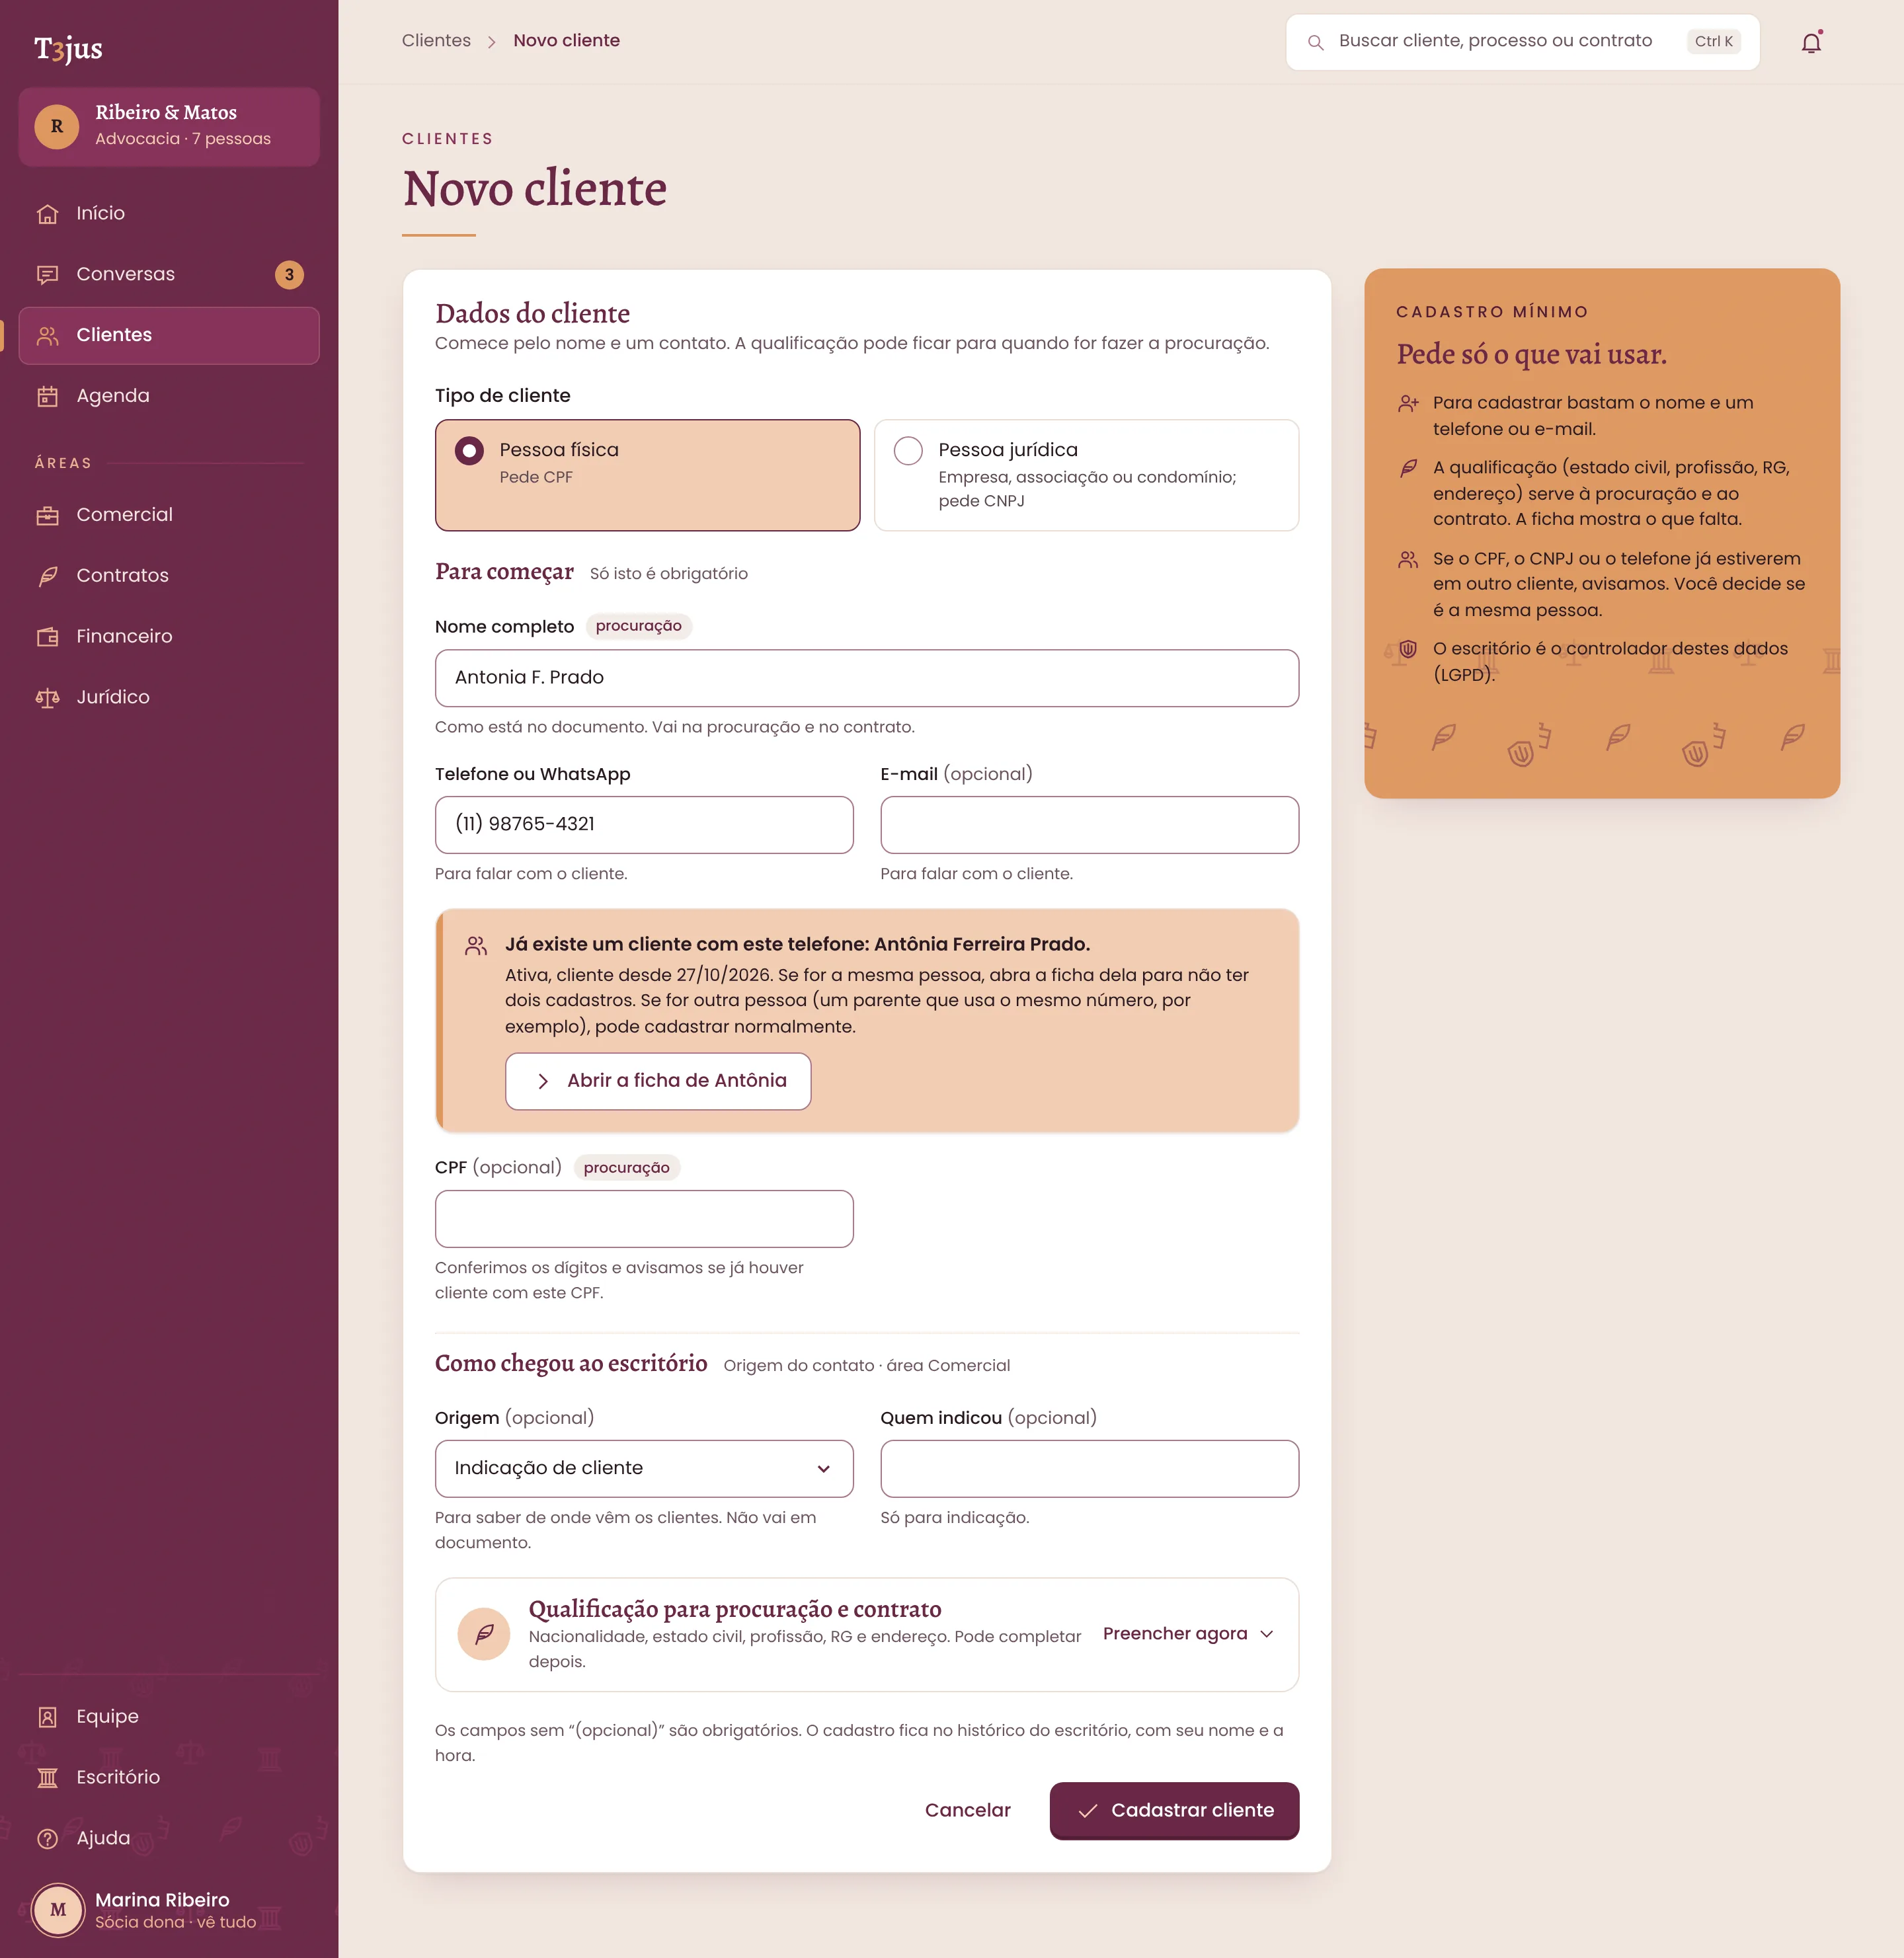 T3jus
R
Ribeiro & Matos
Advocacia · 7 pessoas
Início
Conversas
3
Clientes
Agenda
ÁREAS
Comercial
Contratos
Financeiro
Jurídico
Equipe
Escritório
Ajuda
M
Marina Ribeiro
Sócia dona · vê tudo
Clientes
Novo cliente
Buscar cliente, processo ou contrato
Ctrl K
CLIENTES
Novo cliente
Dados do cliente
Comece pelo nome e um contato. A qualificação pode ficar para quando for fazer a procuração.
Tipo de cliente
Pessoa física
Pede CPF
Pessoa jurídica
Empresa, associação ou condomínio;
pede CNPJ
Para começar Só isto é obrigatório
Nome completo procuração
Antonia F. Prado
Como está no documento. Vai na procuração e no contrato.
Telefone ou WhatsApp
(11) 98765-4321
Para falar com o cliente.
E-mail (opcional)
Para falar com o cliente.
Já existe um cliente com este telefone: Antônia Ferreira Prado.
Ativa, cliente desde 27/10/2026. Se for a mesma pessoa, abra a ficha dela para não ter
dois cadastros. Se for outra pessoa (um parente que usa o mesmo número, por
exemplo), pode cadastrar normalmente.
Abrir a ficha de Antônia
CPF (opcional) procuração
Conferimos os dígitos e avisamos se já houver
cliente com este CPF.
Como chegou ao escritório Origem do contato · área Comercial
Origem (opcional)
Indicação de cliente
Para saber de onde vêm os clientes. Não vai em
documento.
Quem indicou (opcional)
Só para indicação.
Qualificação para procuração e contrato
Nacionalidade, estado civil, profissão, RG e endereço. Pode completar
depois.
Preencher agora
Os campos sem “(opcional)” são obrigatórios. O cadastro fica no histórico do escritório, com seu nome e a
hora.
Cancelar
Cadastrar cliente
CADASTRO MÍNIMO
Pede só o que vai usar.
Para cadastrar bastam o nome e um
telefone ou e-mail.
A qualificação (estado civil, profissão, RG,
endereço) serve à procuração e ao
contrato. A ficha mostra o que falta.
Se o CPF, o CNPJ ou o telefone já estiverem
em outro cliente, avisamos. Você decide se
é a mesma pessoa.
O escritório é o controlador destes dados
(LGPD).